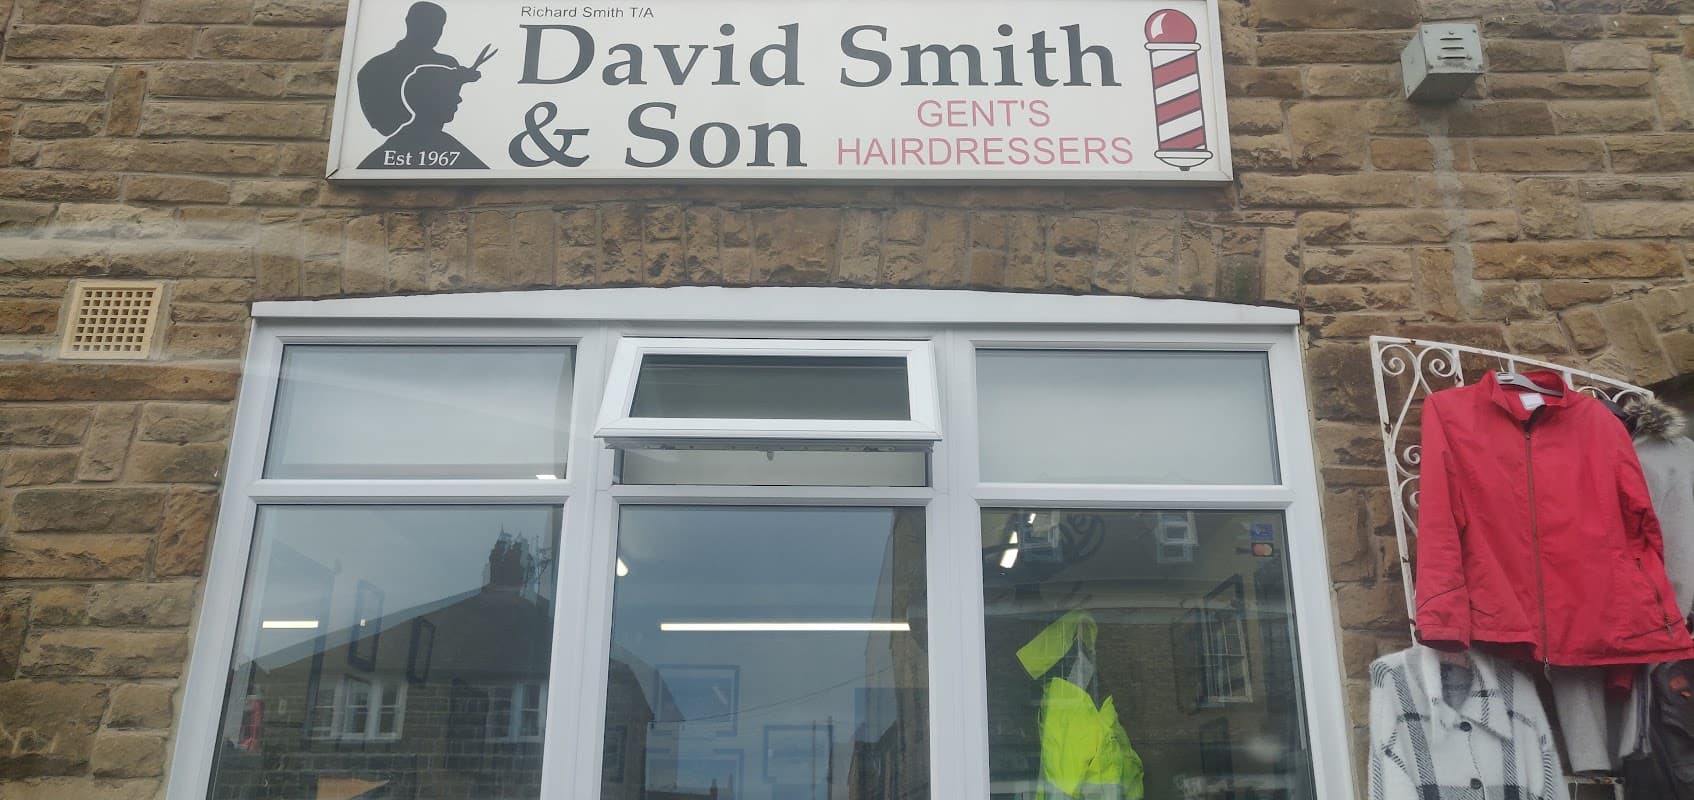 Richard Smith T/A
David Smith
& Son
GENT'S
HAIRDRESSERS
Est 1967